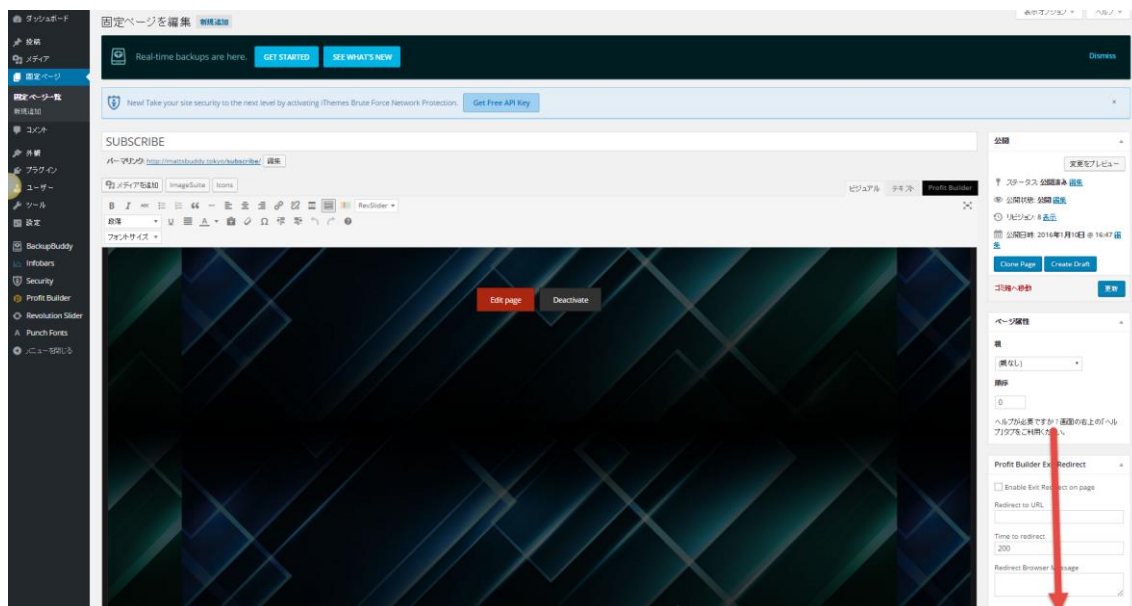 ダッシュボード
投稿
メディア
固定ページ
固定ページ一覧
新規追加
コメント
外観
プラグイン
ユーザー
ツール
設定
BackupBuddy
Infobars
Security
Profit Builder
Revolution Slider
Punch Fonts
メニューを閉じる
表示オプション
ヘルプ
固定ページを編集 新規追加
Real-time backups are here. GET STARTED SEE WHAT'S NEW Dismiss
New! Take your site security to the next level by activating iThemes Brute Force Network Protection. Get Free API Key
SUBSCRIBE
パーマリンク: http://mattsbuddy.tokyo/subscribe/ 編集
メディアを追加 ImageSuite Icons
ビジュアル テキスト Profit Builder
RevSlider
段落
フォントサイズ
Edit page Deactivate
公開
変更をプレビュー
ステータス: 公開済み 編集
公開状態: 公開 編集
リビジョン: 8 表示
公開日時: 2016年1月10日 @ 16:47 編
集
Clone Page Create Draft
ゴミ箱へ移動 更新
ページ属性
親
(親なし)
順序
0
ヘルプが必要ですか ? 画面の右上の「ヘル
プ」タブをご利用ください。
Profit Builder Exit Redirect
Enable Exit Redirect on page
Redirect to URL
Time to redirect
200
Redirect Browser Message